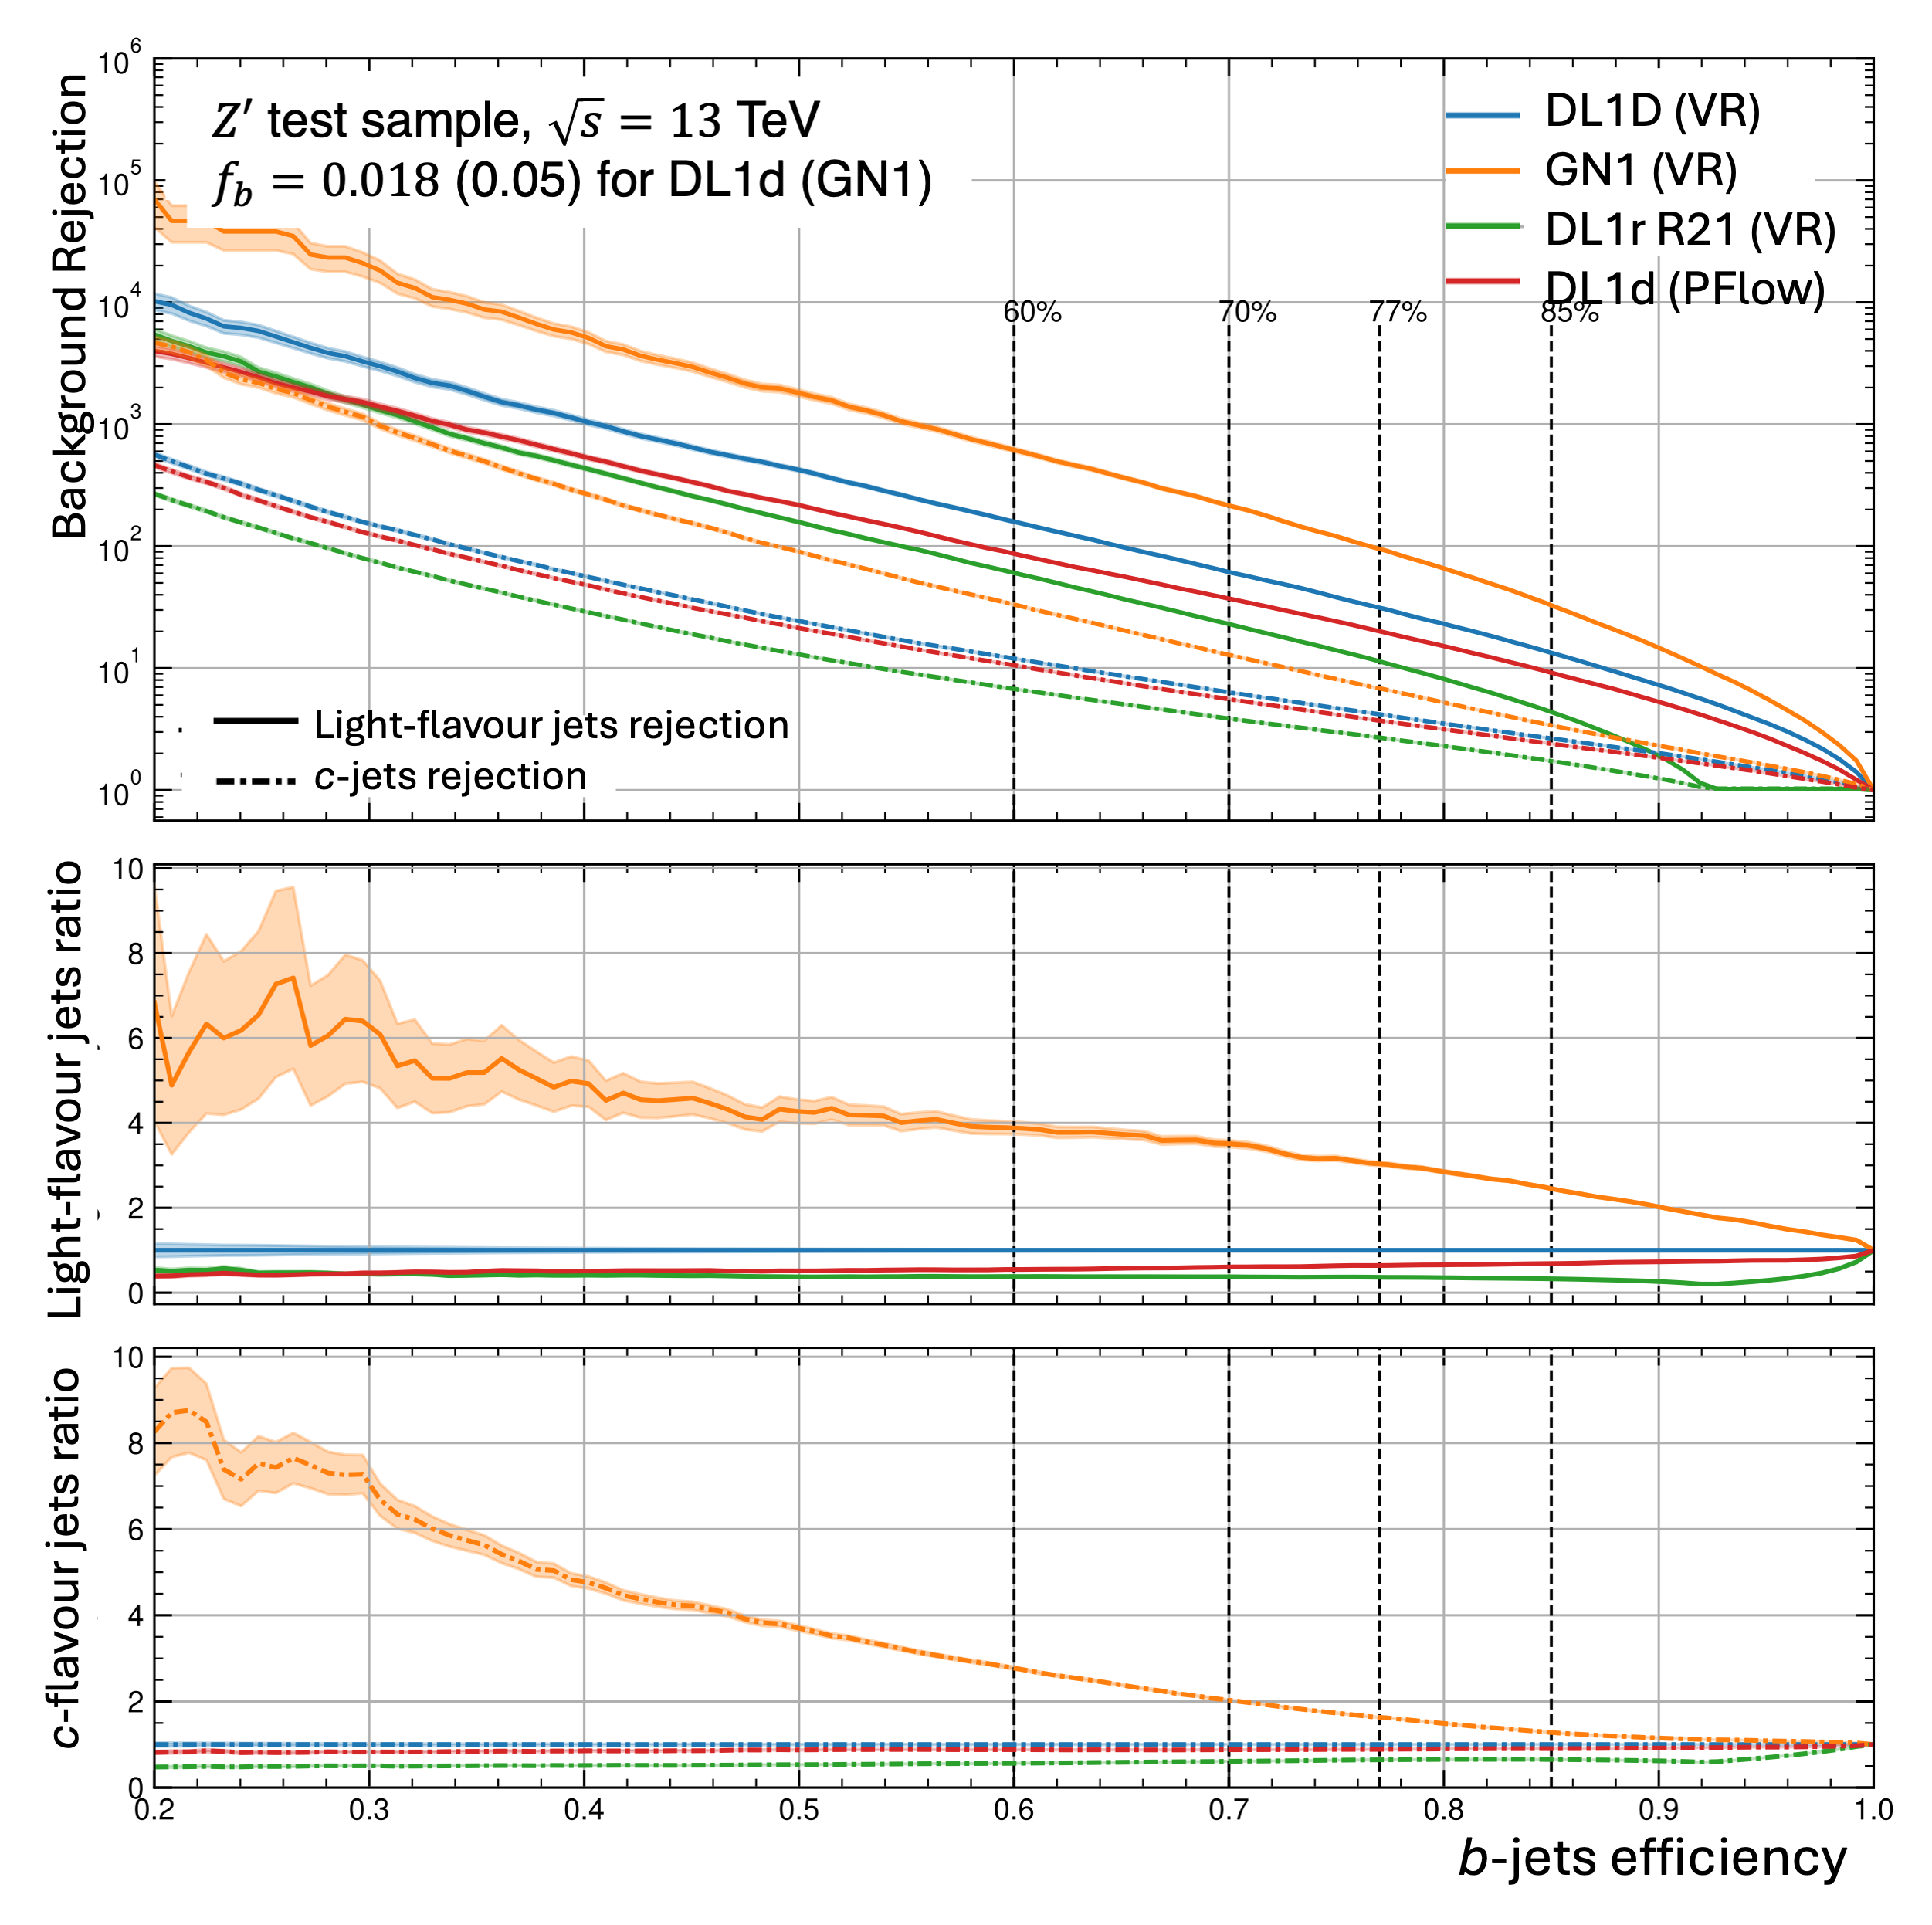 Background Rejection
10^6
10^5
10^4
10^3
10^2
10^1
10^0
Z′ test sample, √s = 13 TeV
f_b = 0.018 (0.05) for DL1d (GN1)
DL1D (VR)
GN1 (VR)
DL1r R21 (VR)
DL1d (PFlow)
60% 70% 77% 85%
Light-flavour jets rejection
c-jets rejection
Light-flavour jets ratio
10
8
6
4
2
0
c-flavour jets ratio
10
8
6
4
2
0
0.2 0.3 0.4 0.5 0.6 0.7 0.8 0.9 1.0
b-jets efficiency